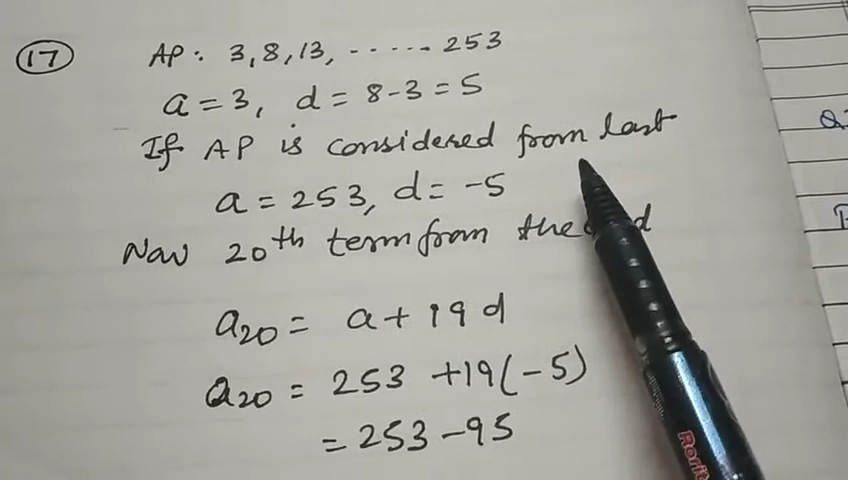 17 AP: 3, 8, 13, ------ 253
a = 3, d = 8-3 = 5
If AP is considered from last
a = 253, d = -5
Now 20th term from the
a20 = a + 19d
a20 = 253 + 19(-5)
= 253 - 95
Rorito